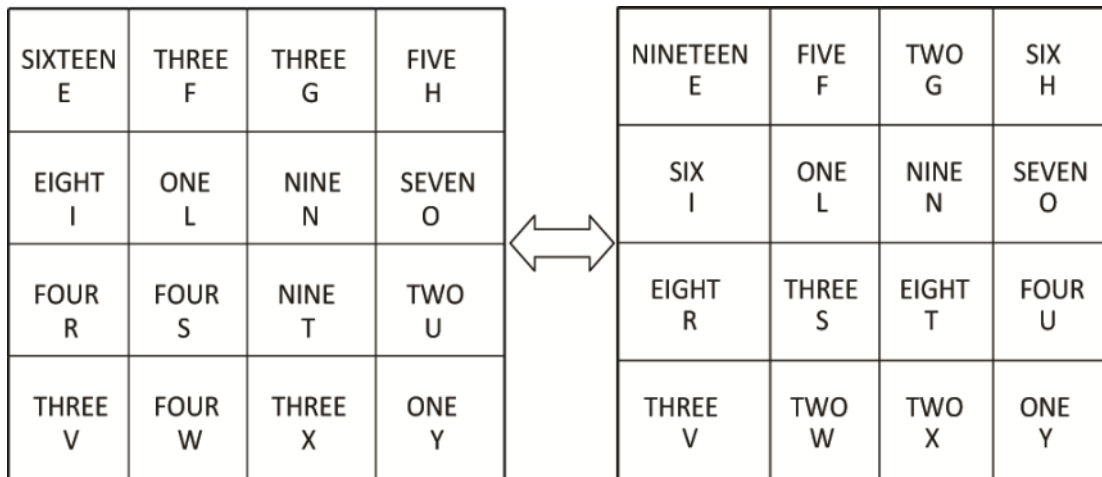 SIXTEEN THREE THREE FIVE
E F G H
EIGHT ONE NINE SEVEN
I L N O
FOUR FOUR NINE TWO
R S T U
THREE FOUR THREE ONE
V W X Y
NINETEEN FIVE TWO SIX
E F G H
SIX ONE NINE SEVEN
I L N O
EIGHT THREE EIGHT FOUR
R S T U
THREE TWO TWO ONE
V W X Y